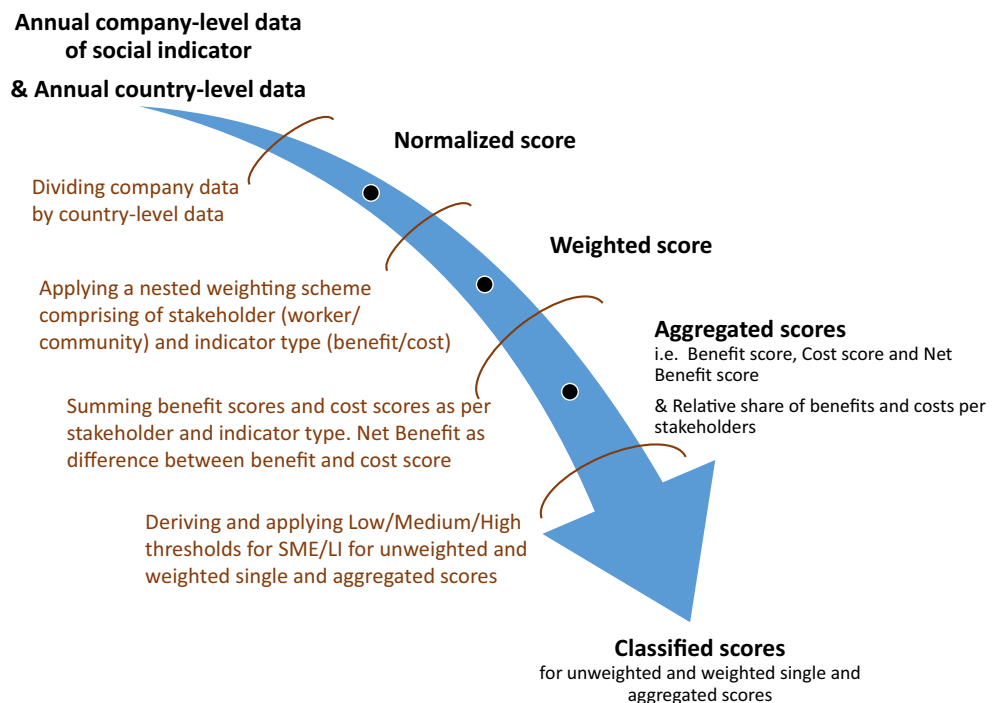 Annual company-level data
of social indicator
& Annual country-level data
Normalized score
Dividing company data
by country-level data
Weighted score
Applying a nested weighting scheme
comprising of stakeholder (worker/
community) and indicator type (benefit/cost)
Aggregated scores
i.e. Benefit score, Cost score and Net
Benefit score
& Relative share of benefits and costs per
stakeholders
Summing benefit scores and cost scores as per
stakeholder and indicator type. Net Benefit as
difference between benefit and cost score
Deriving and applying Low/Medium/High
thresholds for SME/LI for unweighted and
weighted single and aggregated scores
Classified scores
for unweighted and weighted single and
aggregated scores